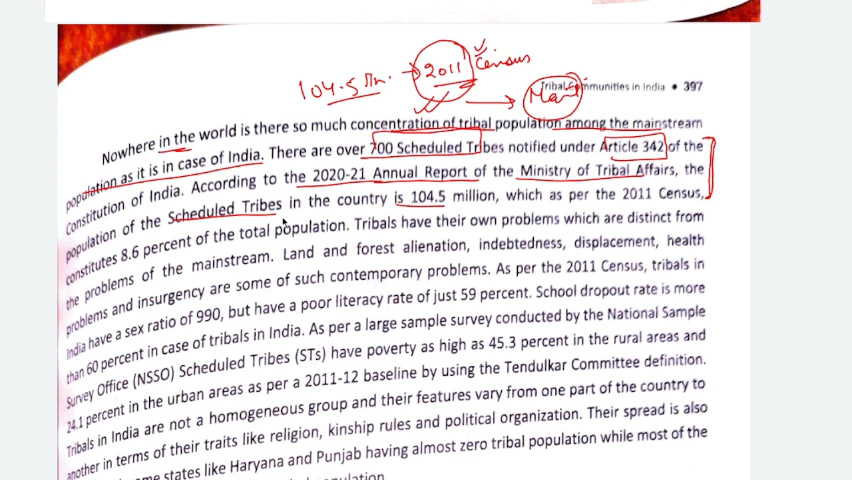 104.5 Mn. → 2011 Census
Tribal Communities in India • 397
Nowhere in the world is there so much concentration of tribal population among the mainstream
population as it is in case of India. There are over 700 Scheduled Tribes notified under Article 342 of the
Constitution of India. According to the 2020-21 Annual Report of the Ministry of Tribal Affairs, the
population of the Scheduled Tribes in the country is 104.5 million, which as per the 2011 Census,
constitutes 8.6 percent of the total population. Tribals have their own problems which are distinct from
the problems of the mainstream. Land and forest alienation, indebtedness, displacement, health
problems and insurgency are some of such contemporary problems. As per the 2011 Census, tribals in
India have a sex ratio of 990, but have a poor literacy rate of just 59 percent. School dropout rate is more
than 60 percent in case of tribals in India. As per a large sample survey conducted by the National Sample
Survey Office (NSSO) Scheduled Tribes (STs) have poverty as high as 45.3 percent in the rural areas and
24.1 percent in the urban areas as per a 2011-12 baseline by using the Tendulkar Committee definition.
Tribals in India are not a homogeneous group and their features vary from one part of the country to
another in terms of their traits like religion, kinship rules and political organization. Their spread is also
states like Haryana and Punjab having almost zero tribal population while most of the